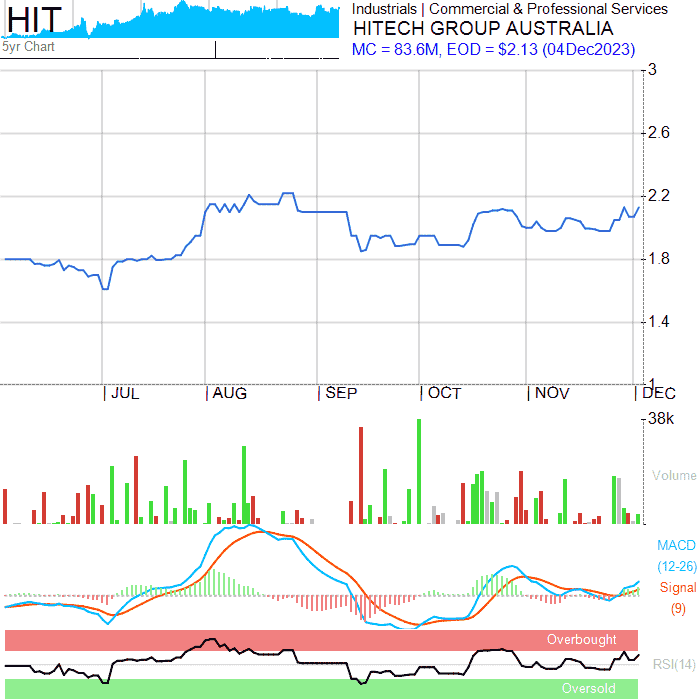 HIT
Industrials | Commercial & Professional Services
HITECH GROUP AUSTRALIA
5yr Chart
MC = 83.6M, EOD = $2.13 (04Dec2023)
3
2.6
2.2
1.8
1.4
1
JUL AUG SEP OCT NOV DEC
38k
Volume
MACD
(12-26)
Signal
(9)
Overbought
RSI(14)
Oversold